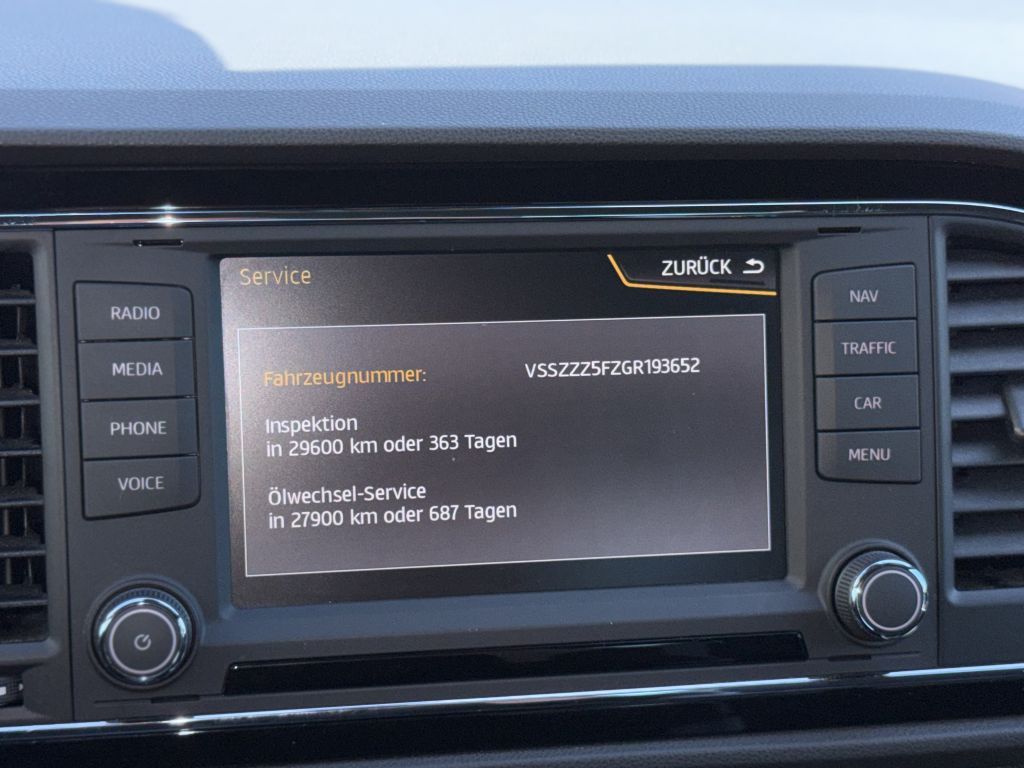 Service
ZURÜCK
RADIO
MEDIA
PHONE
VOICE
Fahrzeugnummer: VSSZZZ5FZGR193652
Inspektion
in 29600 km oder 363 Tagen
Ölwechsel-Service
in 27900 km oder 687 Tagen
NAV
TRAFFIC
CAR
MENU